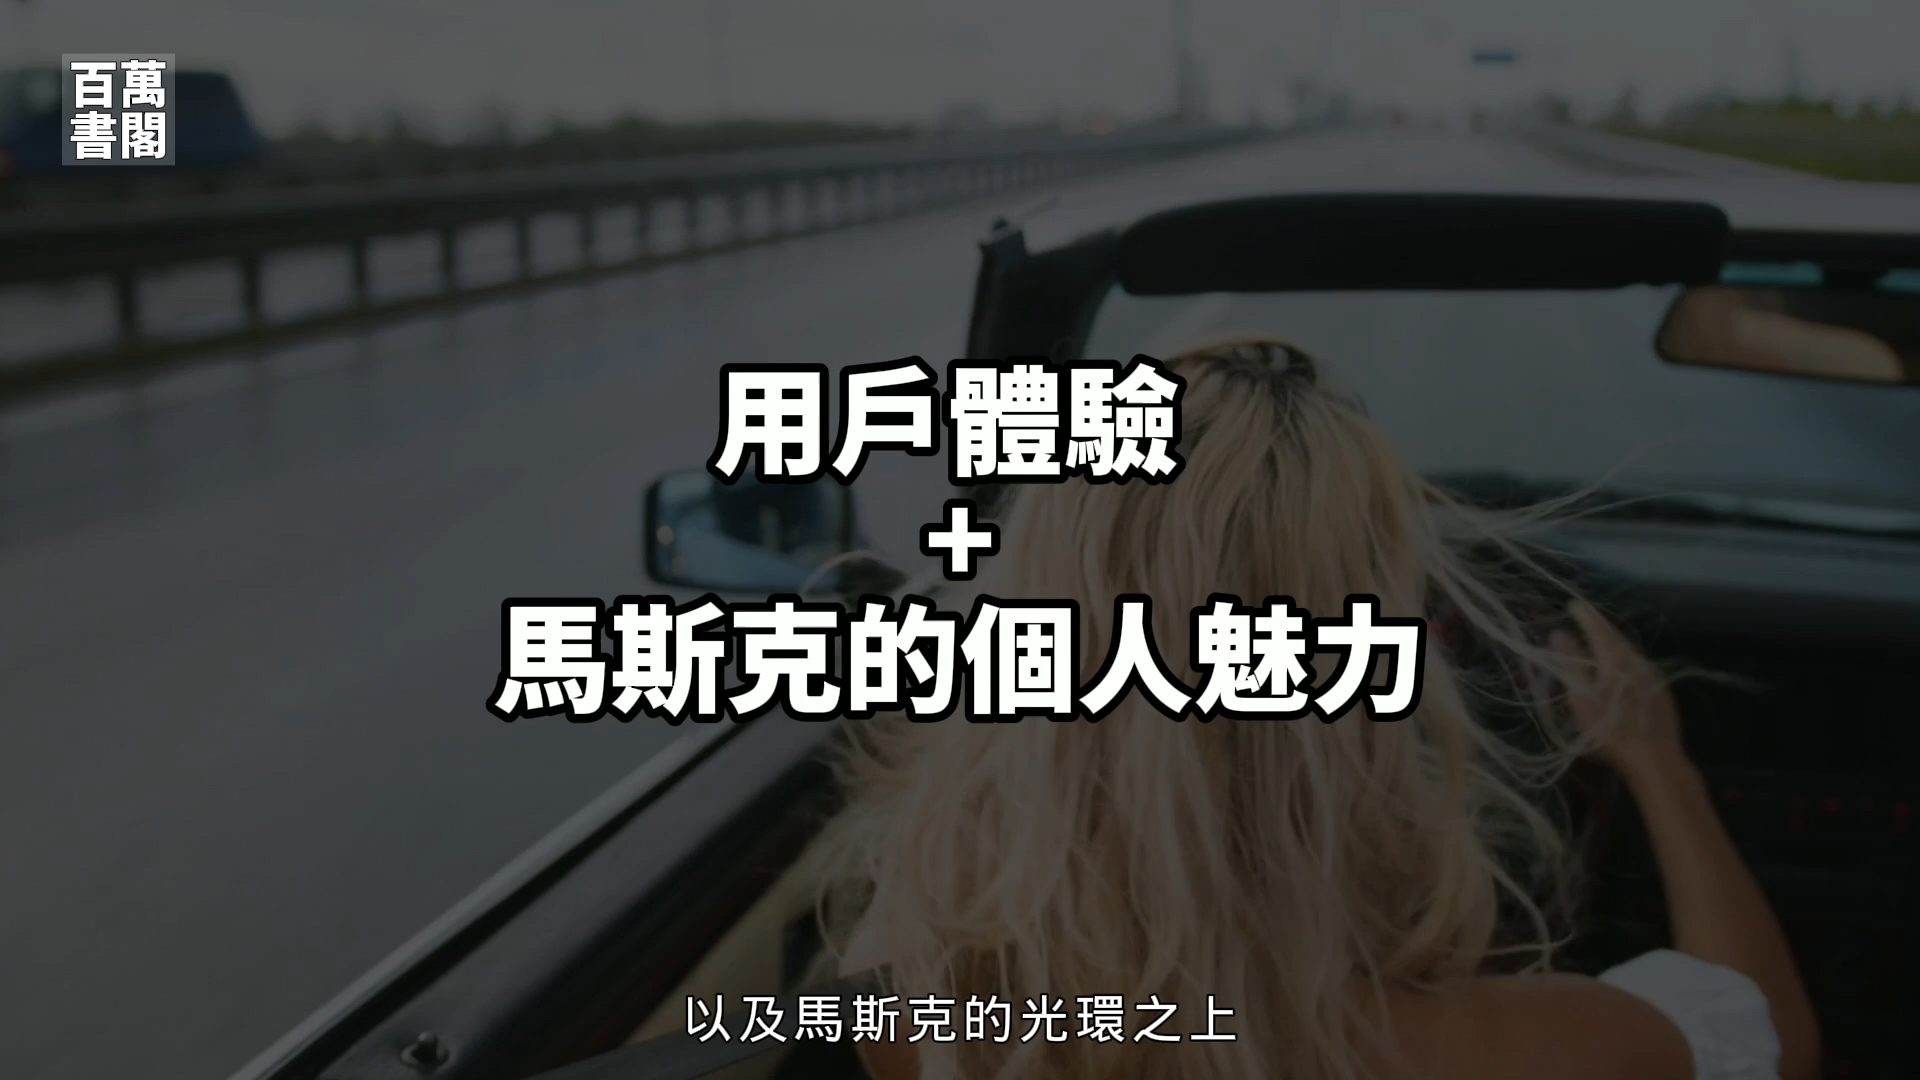 百萬
書閣
用戶體驗
+
馬斯克的個人魅力
以及馬斯克的光環之上